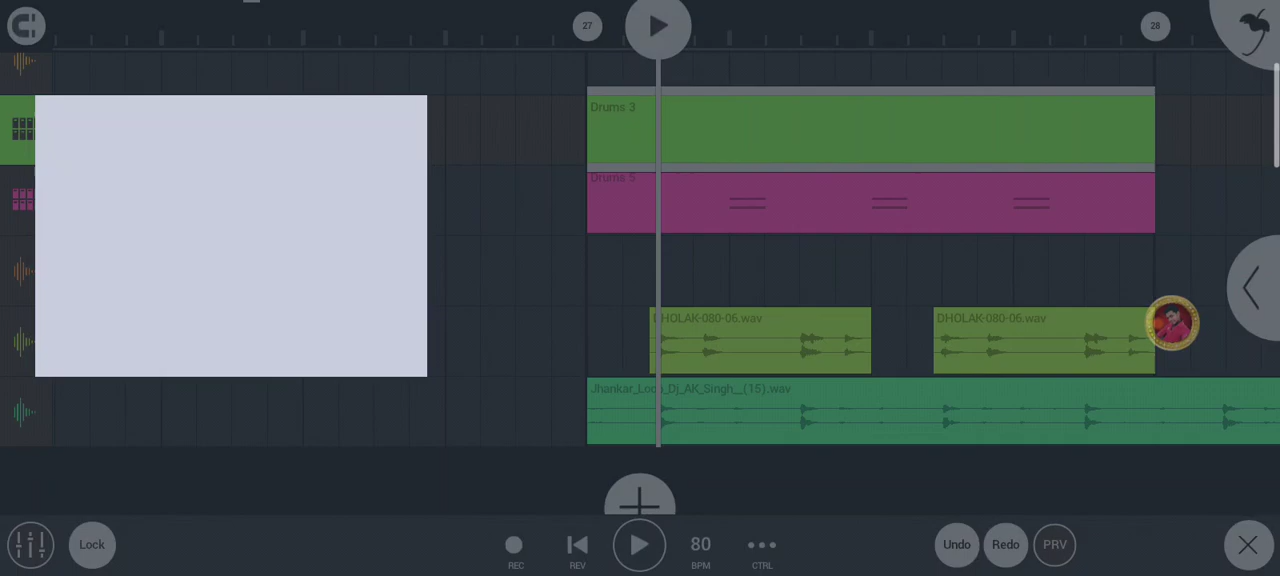 27
28
Drums 3
Drums 5
DHOLAK-080-06.wav
DHOLAK-080-06.wav
Jhankar_Loop_Dj_AK_Singh__(15).wav
Lock
80
Undo
Redo
PRV
REC
REV
BPM
CTRL